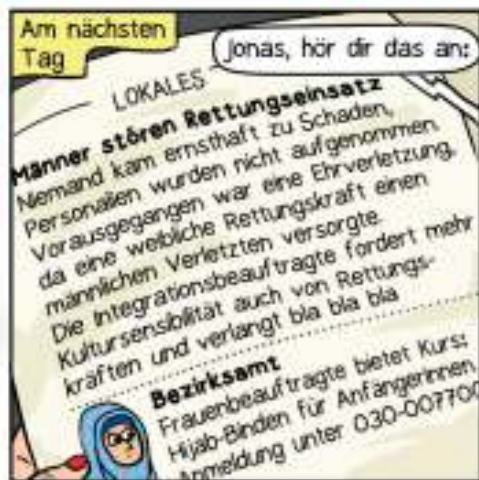 Am nächsten
Tag
Jonas, hör dir das an:
LOKALES
Männer stören Rettungseinsatz
Niemand kam ernsthaft zu Schaden,
Personalien wurden nicht aufgenommen.
Vorausgegangen war eine Ehrverletzung,
da eine weibliche Rettungskraft einen
männlichen Verletzten versorgte.
Die Integrationsbeauftragte fordert mehr
Kultursensibilität auch von Rettungs-
kräften und verlangt bla bla bla
Bezirksamt
Frauenbeauftragte bietet Kurs:
Hijab-Binden für Anfängerinnen
Anmeldung unter 030-007700